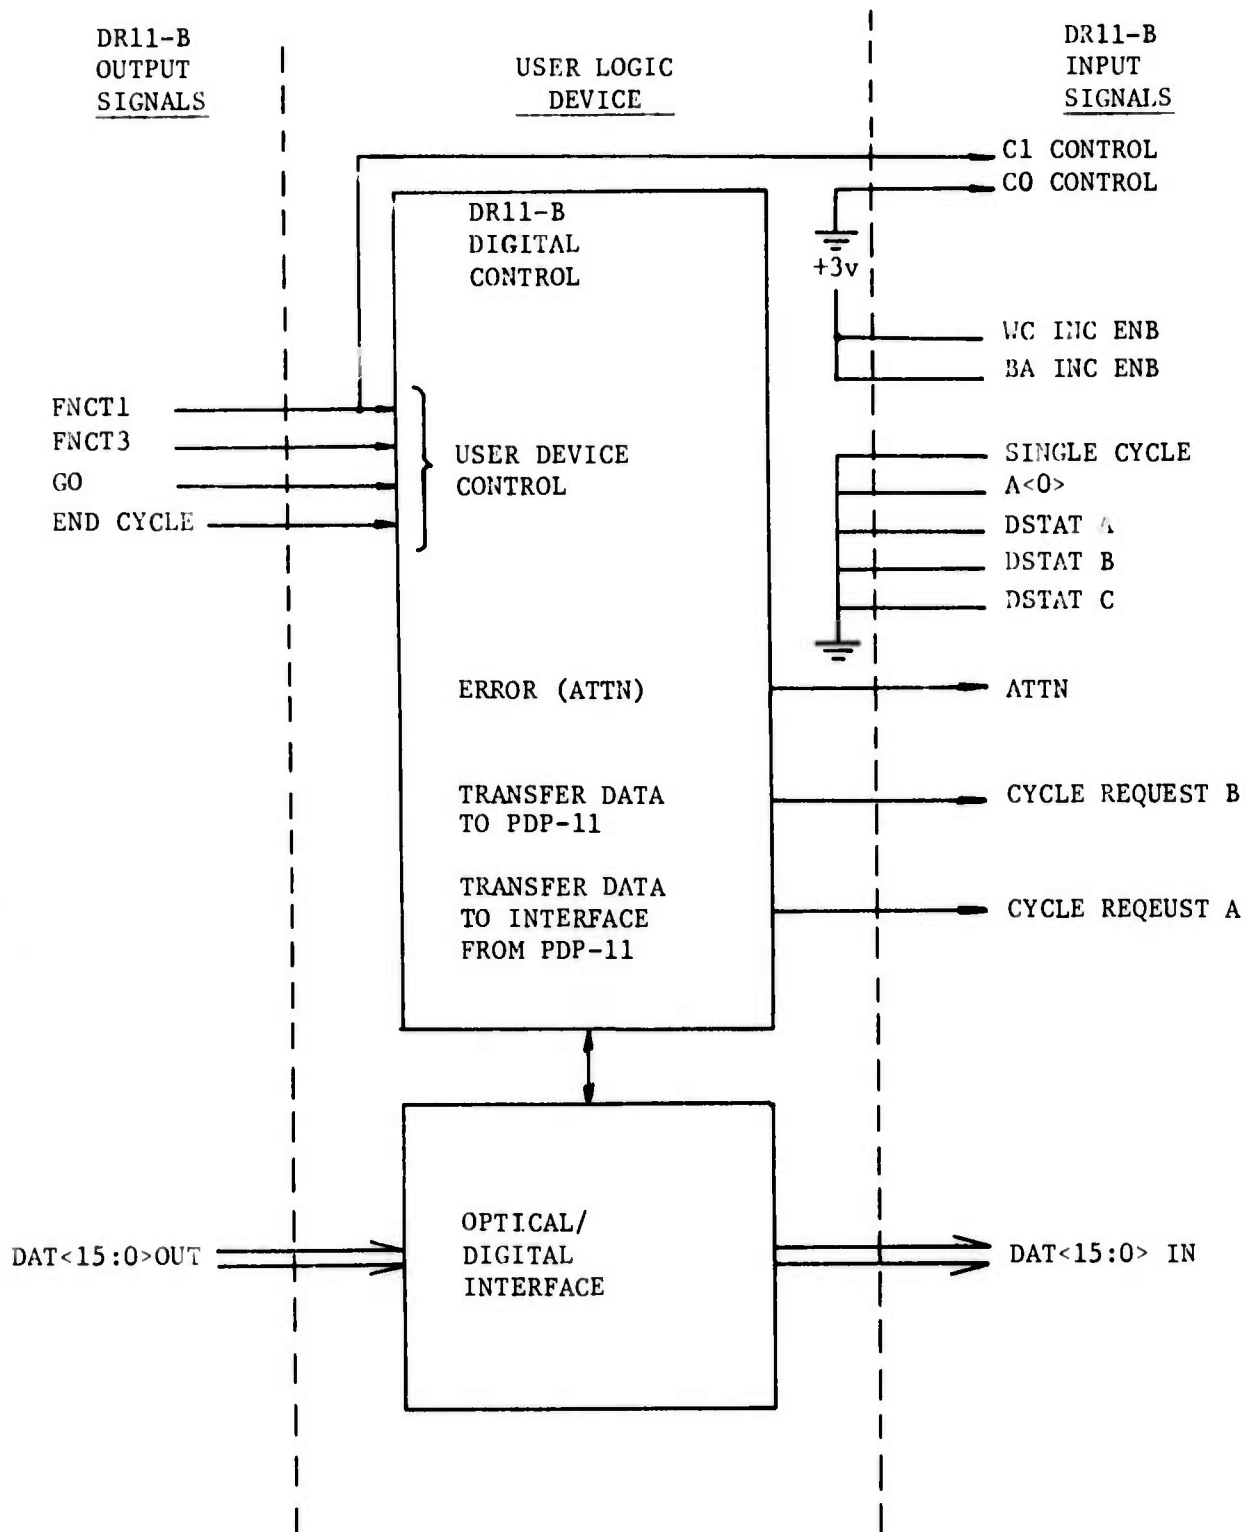 DR11-B
OUTPUT
SIGNALS
USER LOGIC
DEVICE
DR11-B
INPUT
SIGNALS
C1 CONTROL
C0 CONTROL
DR11-B
DIGITAL
CONTROL
+3v
WC INC ENB
BA INC ENB
FNCT1
FNCT3
GO
END CYCLE
USER DEVICE
CONTROL
SINGLE CYCLE
A<0>
DSTAT A
DSTAT B
DSTAT C
ERROR (ATTN)
ATTN
TRANSFER DATA
TO PDP-11
CYCLE REQUEST B
TRANSFER DATA
TO INTERFACE
FROM PDP-11
CYCLE REQEUST A
OPTICAL/
DIGITAL
INTERFACE
DAT<15:0>OUT
DAT<15:0> IN